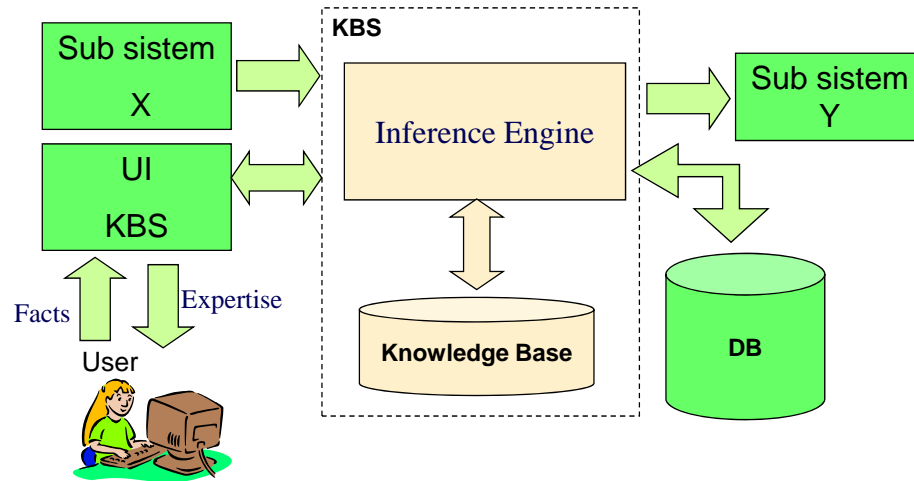 Sub sistem
X
UI
KBS
Facts
Expertise
User
KBS
Inference Engine
Knowledge Base
Sub sistem
Y
DB